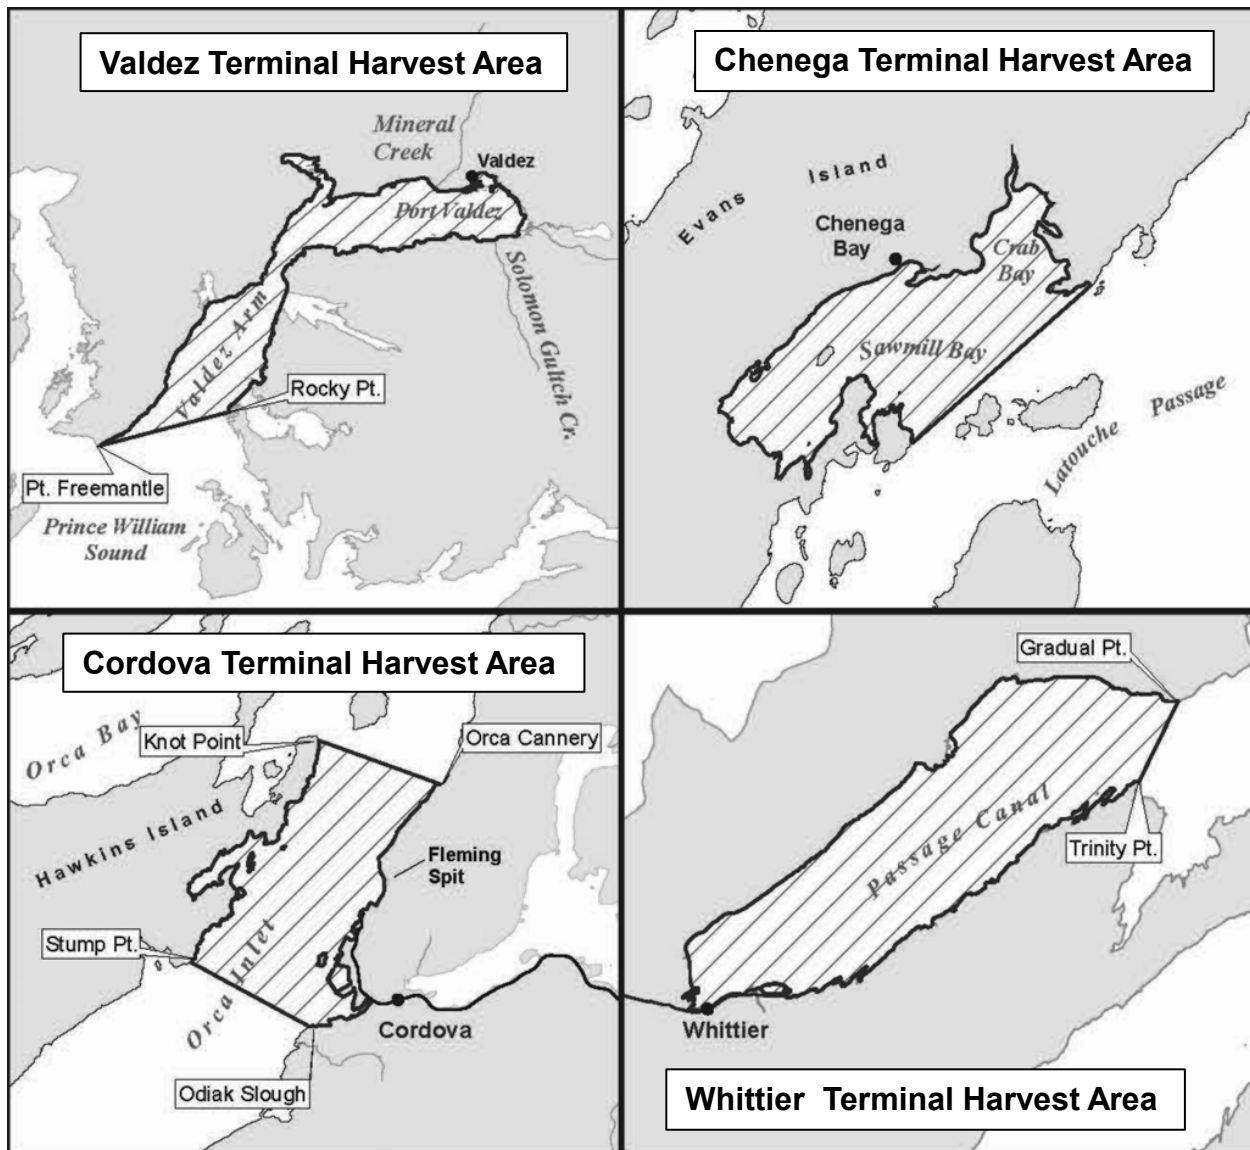 Valdez Terminal Harvest Area
Mineral
Creek
Valdez
Port Valdez
Valdez Arm
Solomon Gultch Cr.
Rocky Pt.
Pt. Freemantle
Prince William
Sound
Chenega Terminal Harvest Area
Evans Island
Chenega
Bay
Crab
Bay
Sawmill Bay
Latouche Passage
Cordova Terminal Harvest Area
Orca Bay
Knot Point
Orca Cannery
Hawkins Island
Fleming
Spit
Stump Pt.
Orca Inlet
Cordova
Odiak Slough
Gradual Pt.
Passage Canal
Trinity Pt.
Whittier
Whittier  Terminal Harvest Area